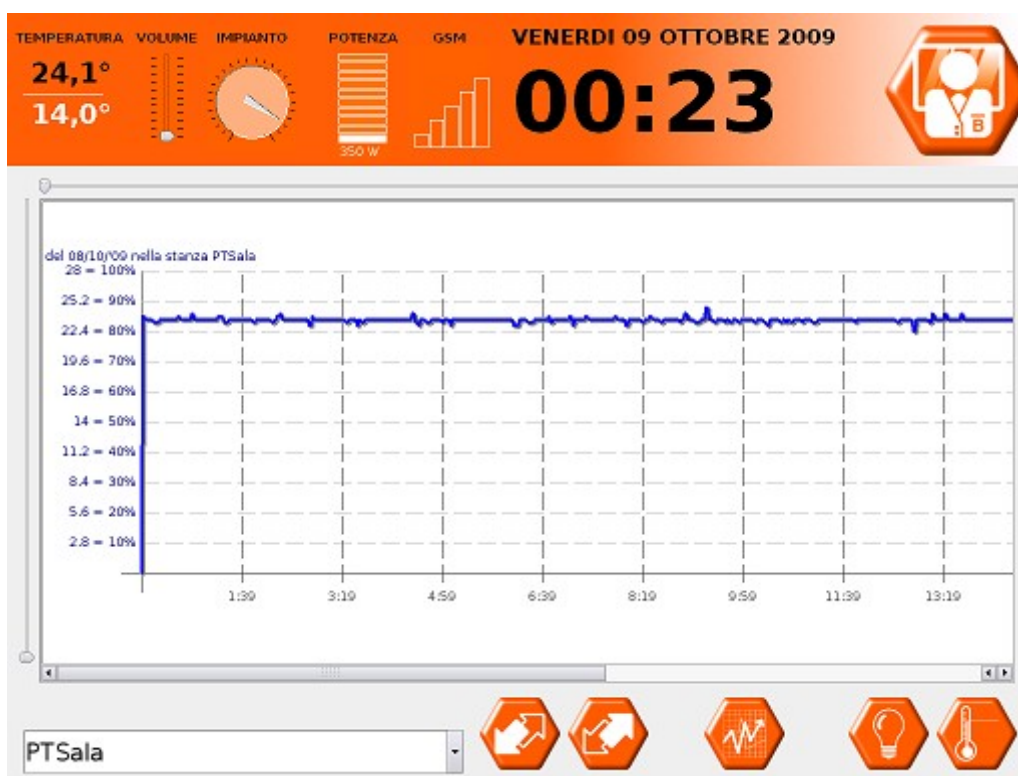 TEMPERATURA VOLUME IMPIANTO POTENZA GSM VENERDI 09 OTTOBRE 2009
24,1°
14,0°
00:23
350 W
B
del 08/10/'09 nella stanza PTSala
28 = 100%
25.2 = 90%
22.4 = 80%
19.6 = 70%
16.8 = 60%
14 = 50%
11.2 = 40%
8.4 = 30%
5.6 = 20%
2.8 = 10%
1:39 3:19 4:59 6:39 8:19 9:59 11:39 13:19
PTSala